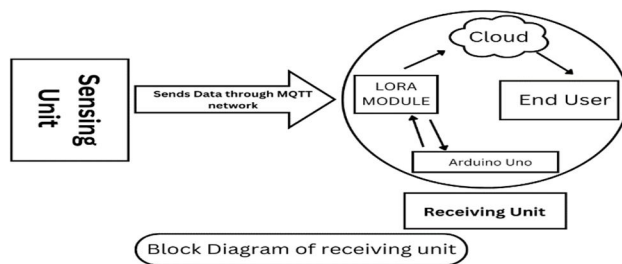 Sensing
Unit
Sends Data through MQTT
network
Cloud
LORA
MODULE
End User
Arduino Uno
Receiving Unit
Block Diagram of receiving unit